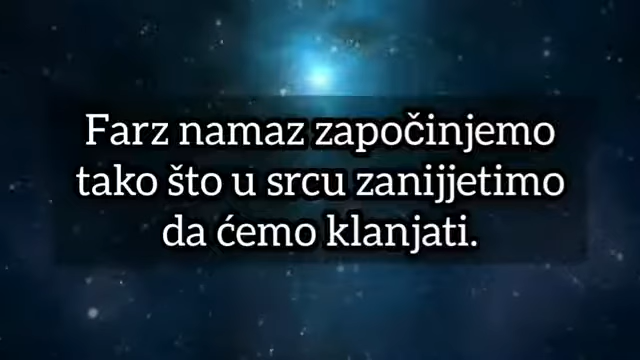 Farz namaz započinjemo
tako što u srcu zanijjetimo
da ćemo klanjati.